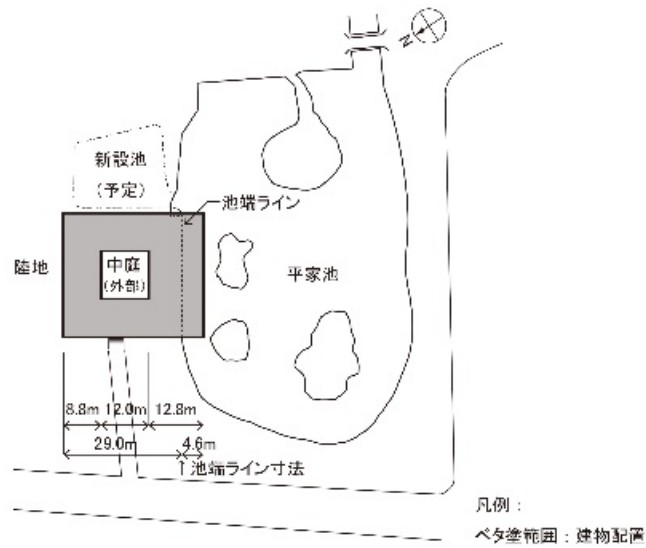 N
新設池
(予定)
池端ライン
陸地
中庭
(外部)
平家池
8.8m 12.0m 12.8m
29.0m 4.6m
↑池端ライン寸法
凡例：
ベタ塗範囲：建物配置